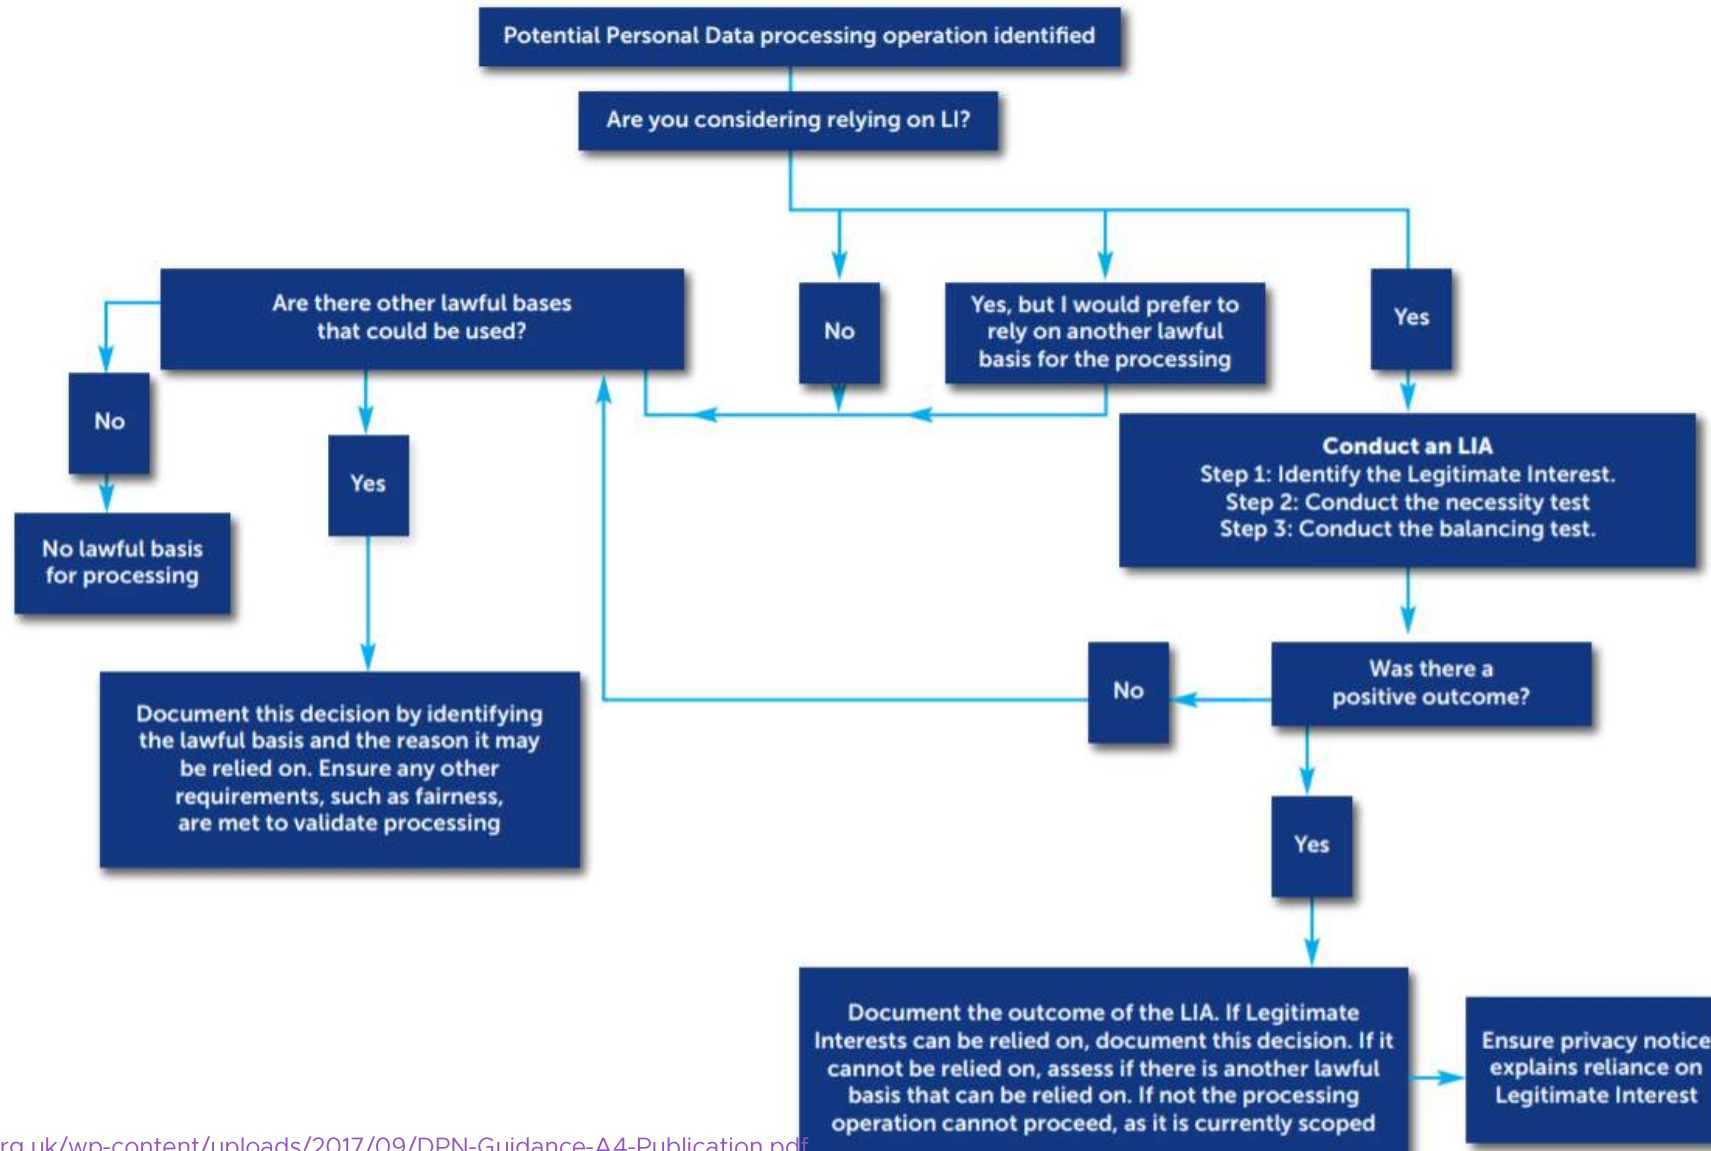 Potential Personal Data processing operation identified
Are you considering relying on LI?
Are there other lawful bases
that could be used?
No
Yes, but I would prefer to
rely on another lawful
basis for the processing
Yes
No
Yes
Conduct an LIA
Step 1: Identify the Legitimate Interest.
Step 2: Conduct the necessity test
Step 3: Conduct the balancing test.
No lawful basis
for processing
No
Was there a
positive outcome?
Document this decision by identifying
the lawful basis and the reason it may
be relied on. Ensure any other
requirements, such as fairness,
are met to validate processing
Yes
Document the outcome of the LIA. If Legitimate
Interests can be relied on, document this decision. If it
cannot be relied on, assess if there is another lawful
basis that can be relied on. If not the processing
operation cannot proceed, as it is currently scoped
Ensure privacy notice
explains reliance on
Legitimate Interest
rg.uk/wp-content/uploads/2017/09/DPN-Guidance-A4-Publication.pdf